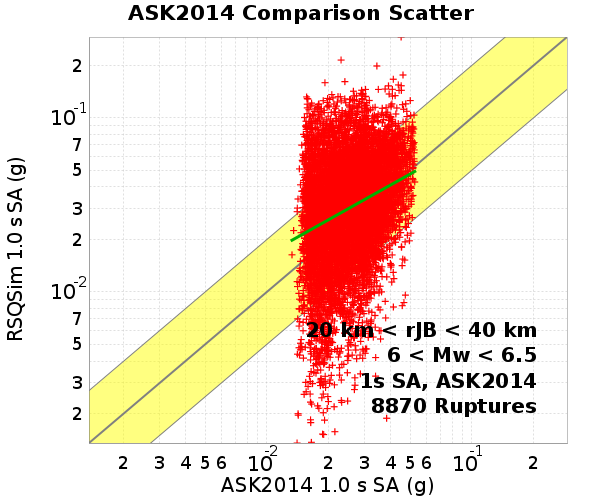 ASK2014 Comparison Scatter
RSQSim 1.0 s SA (g)
2
10^-1
7
5
3
2
10^-2
7
5
3
2
20 km < rJB < 40 km
6 < Mw < 6.5
1s SA, ASK2014
8870 Ruptures
2 3 4 5 6 10^-2 2 3 4 5 6 10^-1 2
ASK2014 1.0 s SA (g)